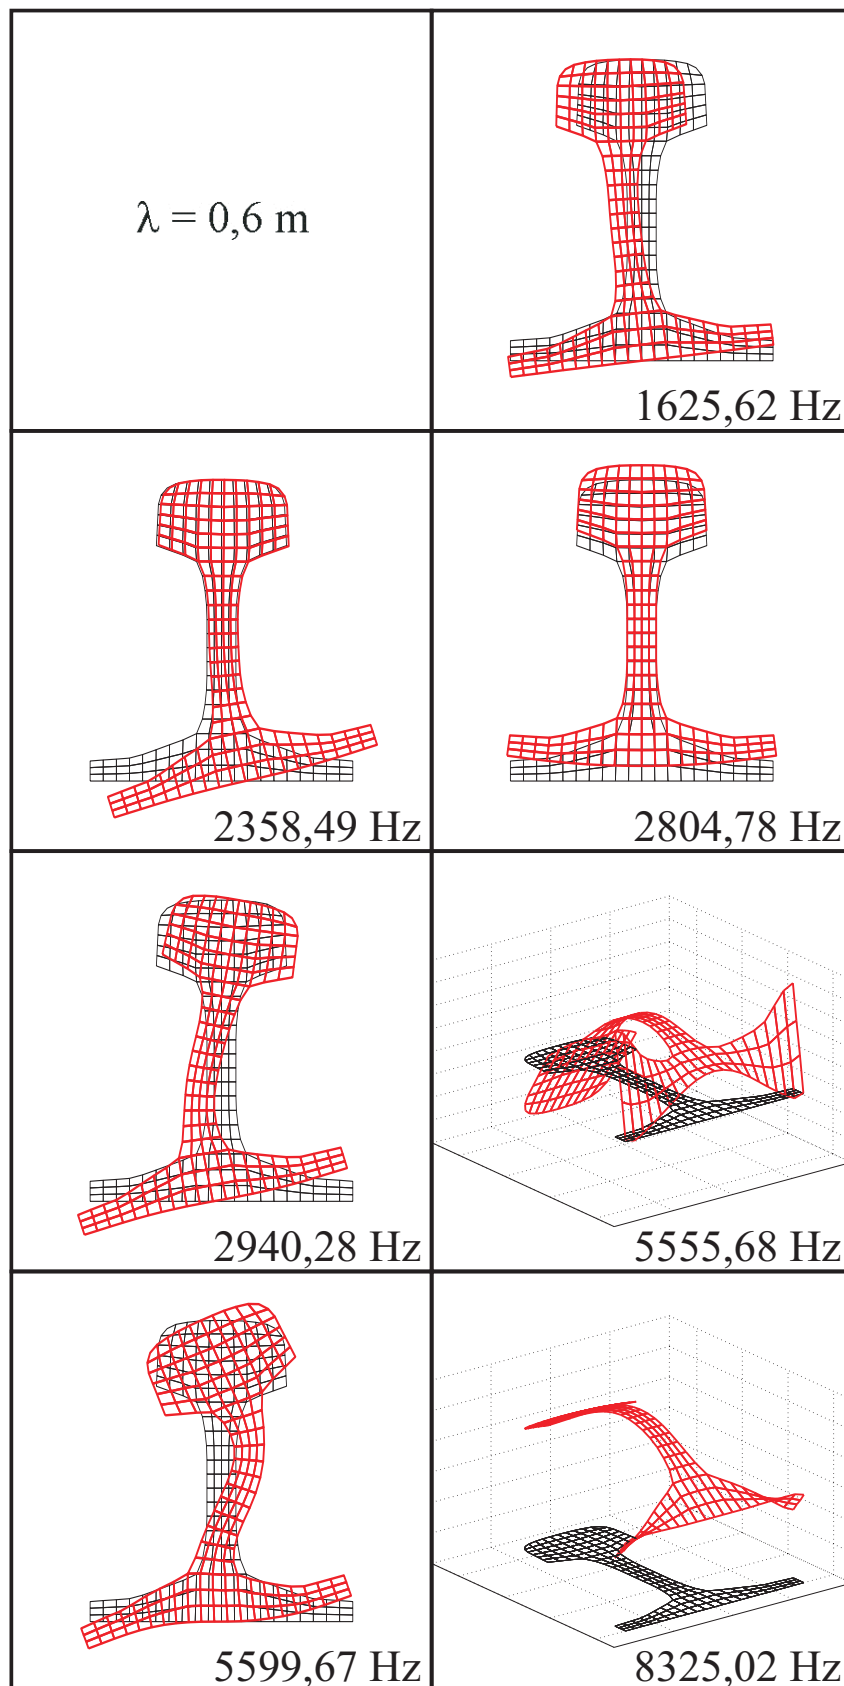 λ = 0,6 m
1625,62 Hz
2358,49 Hz
2804,78 Hz
2940,28 Hz
5555,68 Hz
5599,67 Hz
8325,02 Hz